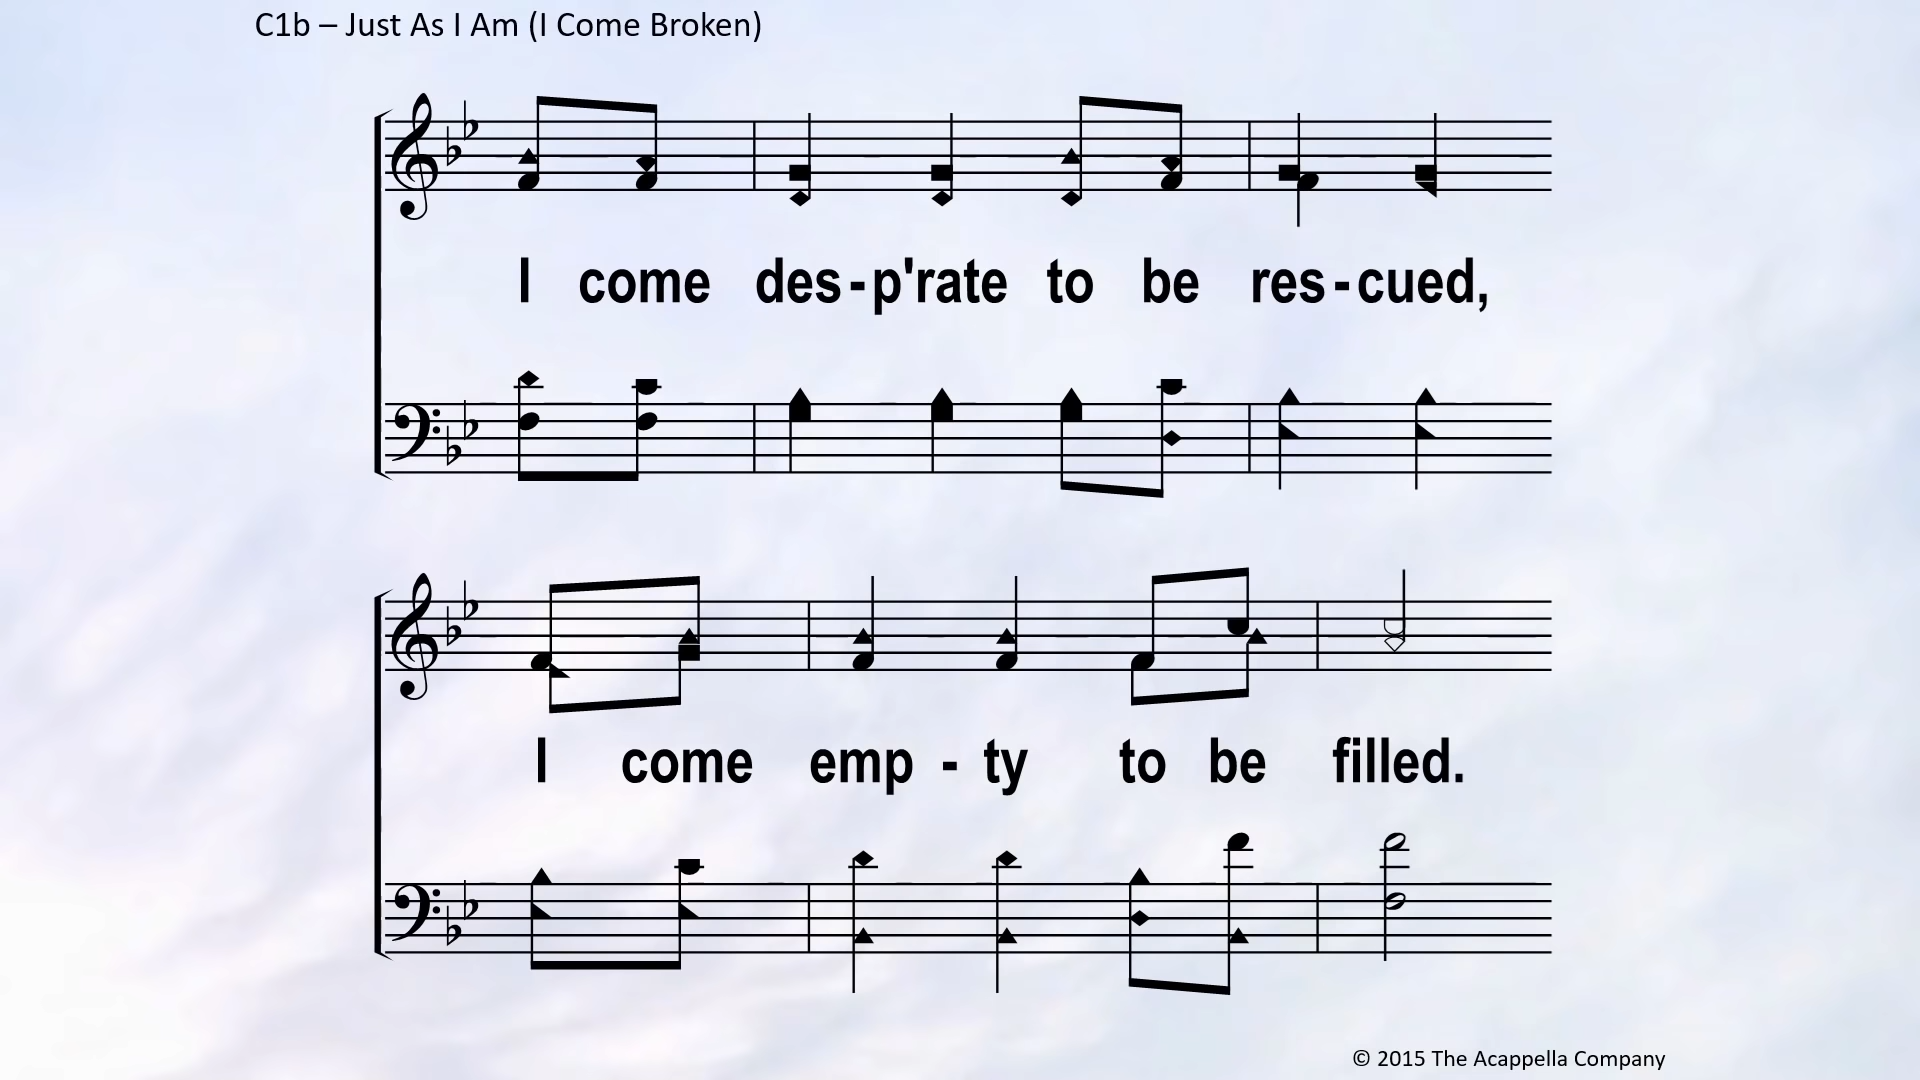 C1b – Just As I Am (I Come Broken)
I come des-p'rate to be res-cued,
I come emp - ty to be filled.
© 2015 The Acappella Company